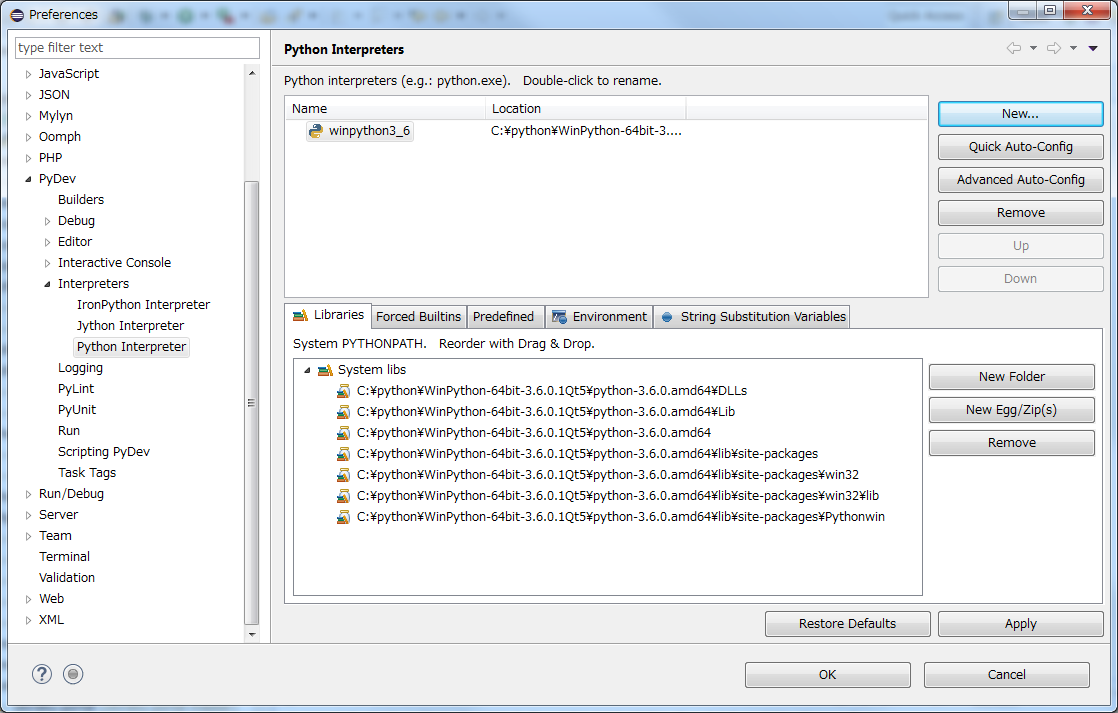 Preferences
type filter text
JavaScript
JSON
Mylyn
Oomph
PHP
PyDev
Builders
Debug
Editor
Interactive Console
Interpreters
IronPython Interpreter
Jython Interpreter
Python Interpreter
Logging
PyLint
PyUnit
Run
Scripting PyDev
Task Tags
Run/Debug
Server
Team
Terminal
Validation
Web
XML
Python Interpreters
Python interpreters (e.g.: python.exe).   Double-click to rename.
Name Location
winpython3_6 C:¥python¥WinPython-64bit-3....
New...
Quick Auto-Config
Advanced Auto-Config
Remove
Up
Down
Libraries Forced Builtins Predefined Environment String Substitution Variables
System PYTHONPATH.   Reorder with Drag & Drop.
System libs
C:¥python¥WinPython-64bit-3.6.0.1Qt5¥python-3.6.0.amd64¥DLLs
C:¥python¥WinPython-64bit-3.6.0.1Qt5¥python-3.6.0.amd64¥Lib
C:¥python¥WinPython-64bit-3.6.0.1Qt5¥python-3.6.0.amd64
C:¥python¥WinPython-64bit-3.6.0.1Qt5¥python-3.6.0.amd64¥lib¥site-packages
C:¥python¥WinPython-64bit-3.6.0.1Qt5¥python-3.6.0.amd64¥lib¥site-packages¥win32
C:¥python¥WinPython-64bit-3.6.0.1Qt5¥python-3.6.0.amd64¥lib¥site-packages¥win32¥lib
C:¥python¥WinPython-64bit-3.6.0.1Qt5¥python-3.6.0.amd64¥lib¥site-packages¥Pythonwin
New Folder
New Egg/Zip(s)
Remove
Restore Defaults Apply
OK Cancel